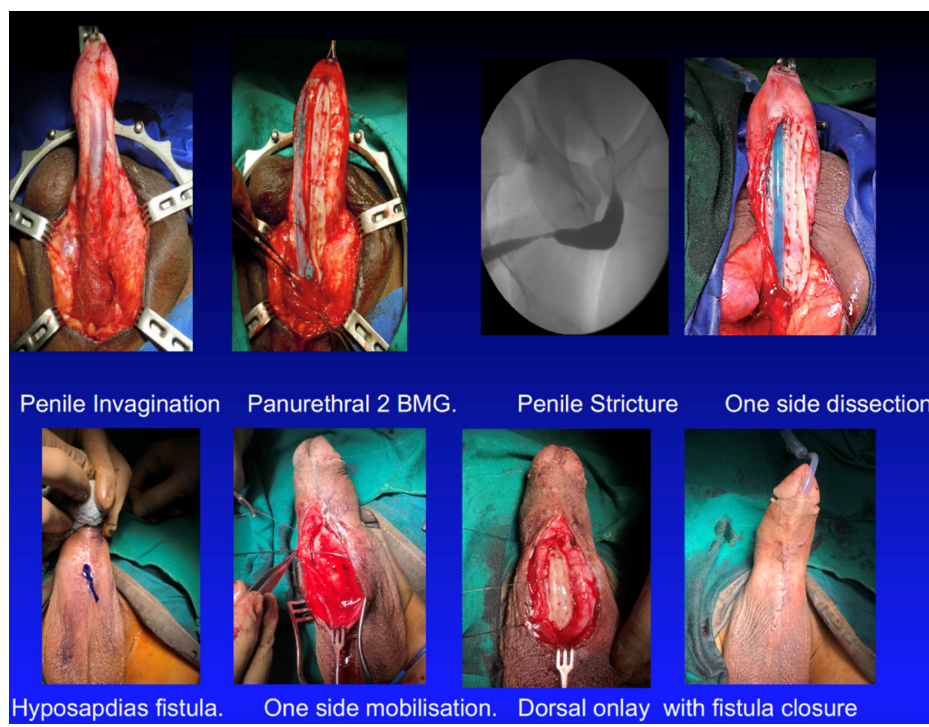 Penile Invagination Panurethral 2 BMG. Penile Stricture One side dissection
Hyposapdias fistula. One side mobilisation. Dorsal onlay with fistula closure